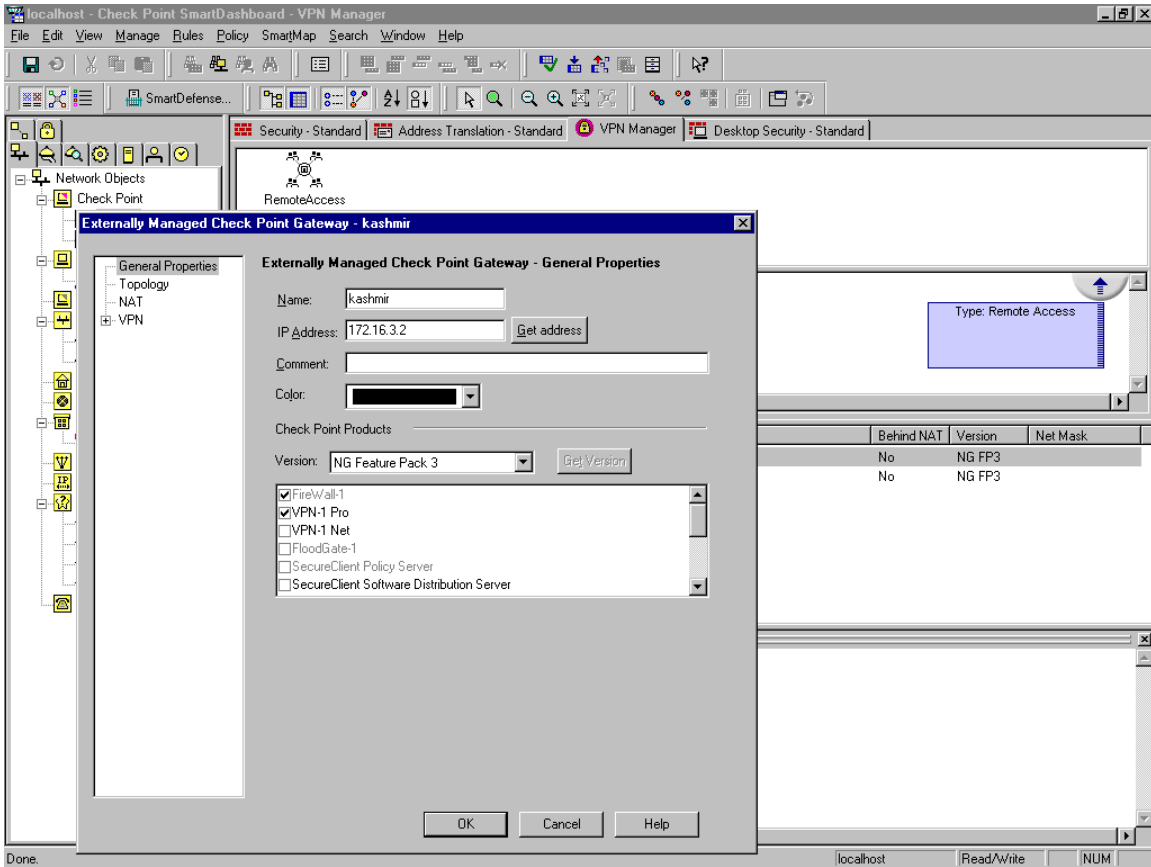 localhost - Check Point SmartDashboard - VPN Manager
File Edit View Manage Rules Policy SmartMap Search Window Help
SmartDefense...
Security - Standard Address Translation - Standard VPN Manager Desktop Security - Standard
Network Objects
Check Point
RemoteAccess
Externally Managed Check Point Gateway - kashmir
General Properties
Topology
NAT
VPN
Externally Managed Check Point Gateway - General Properties
Name: kashmir
IP Address: 172.16.3.2 Get address
Comment:
Color:
Check Point Products
Version: NG Feature Pack 3 Get Version
FireWall-1
VPN-1 Pro
VPN-1 Net
FloodGate-1
SecureClient Policy Server
SecureClient Software Distribution Server
OK Cancel Help
Type: Remote Access
Behind NAT Version Net Mask
No NG FP3
No NG FP3
IP
Done. localhost Read/Write NUM